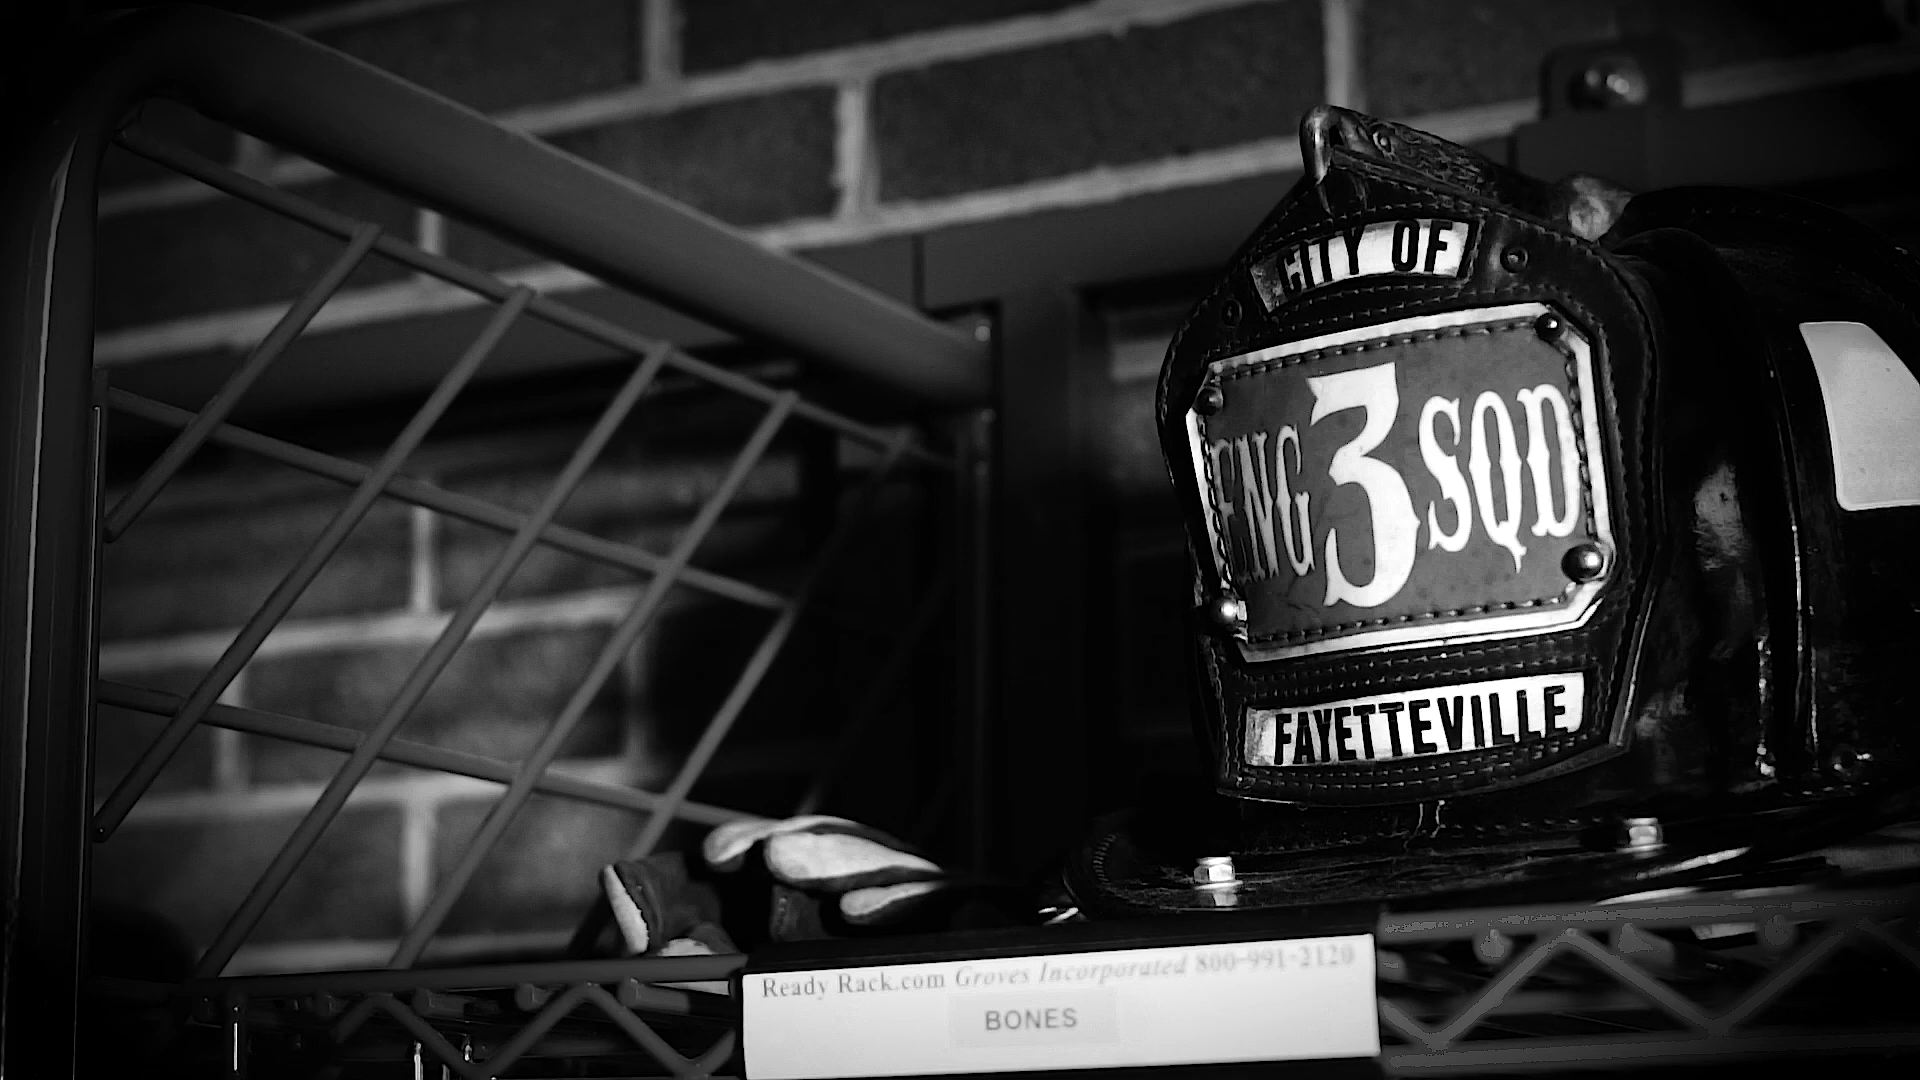 CITY OF
ENG 3 SQD
FAYETTEVILLE
Ready Rack.com Groves Incorporated 800-991-2120
BONES